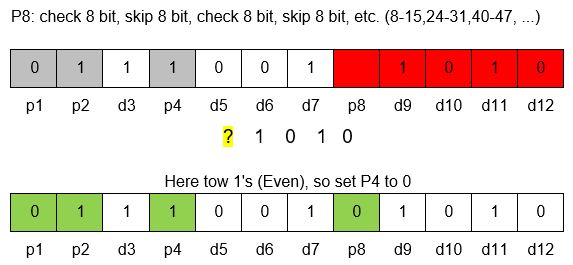 P8: check 8 bit, skip 8 bit, check 8 bit, skip 8 bit, etc. (8-15,24-31,40-47, ...)
0 1 1 1 0 0 1 1 0 1 0
p1 p2 d3 p4 d5 d6 d7 p8 d9 d10 d11 d12
? 1 0 1 0
Here tow 1's (Even), so set P4 to 0
0 1 1 1 0 0 1 0 1 0 1 0
p1 p2 d3 p4 d5 d6 d7 p8 d9 d10 d11 d12